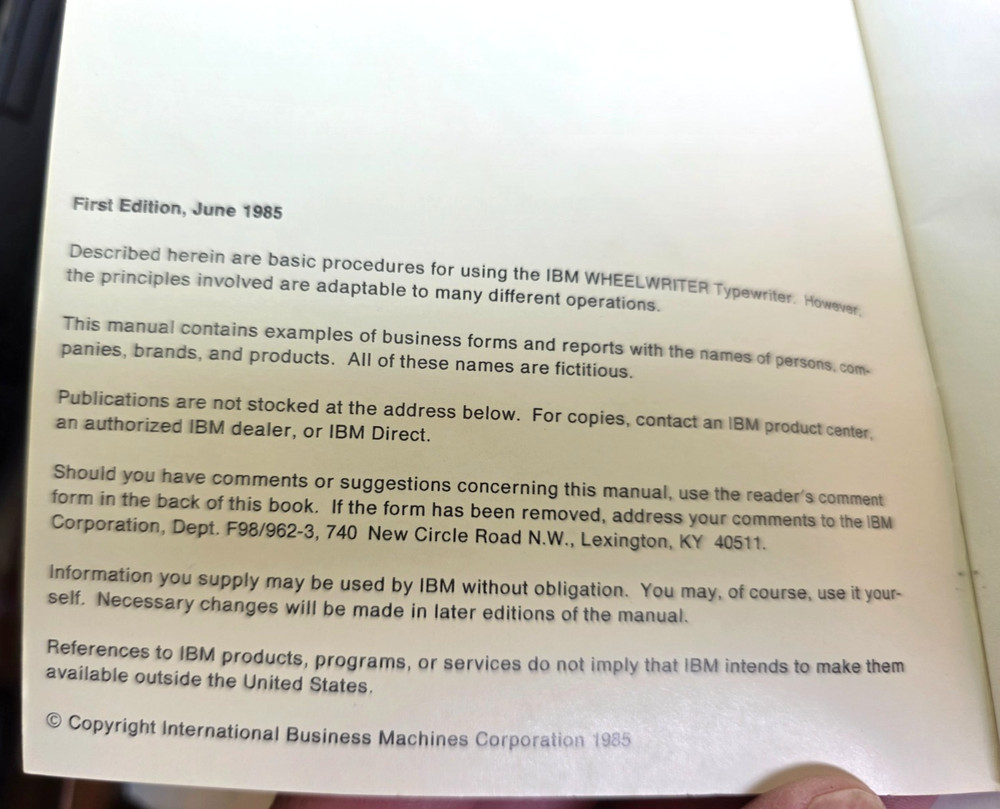 First Edition, June 1985
Described herein are basic procedures for using the IBM WHEELWRITER Typewriter. However,
the principles involved are adaptable to many different operations.
This manual contains examples of business forms and reports with the names of persons, com-
panies, brands, and products. All of these names are fictitious.
Publications are not stocked at the address below. For copies, contact an IBM product center,
an authorized IBM dealer, or IBM Direct.
Should you have comments or suggestions concerning this manual, use the reader's comment
form in the back of this book. If the form has been removed, address your comments to the IBM
Corporation, Dept. F98/962-3, 740 New Circle Road N.W., Lexington, KY 40511.
Information you supply may be used by IBM without obligation. You may, of course, use it your-
self. Necessary changes will be made in later editions of the manual.
References to IBM products, programs, or services do not imply that IBM intends to make them
available outside the United States.
© Copyright International Business Machines Corporation 1985